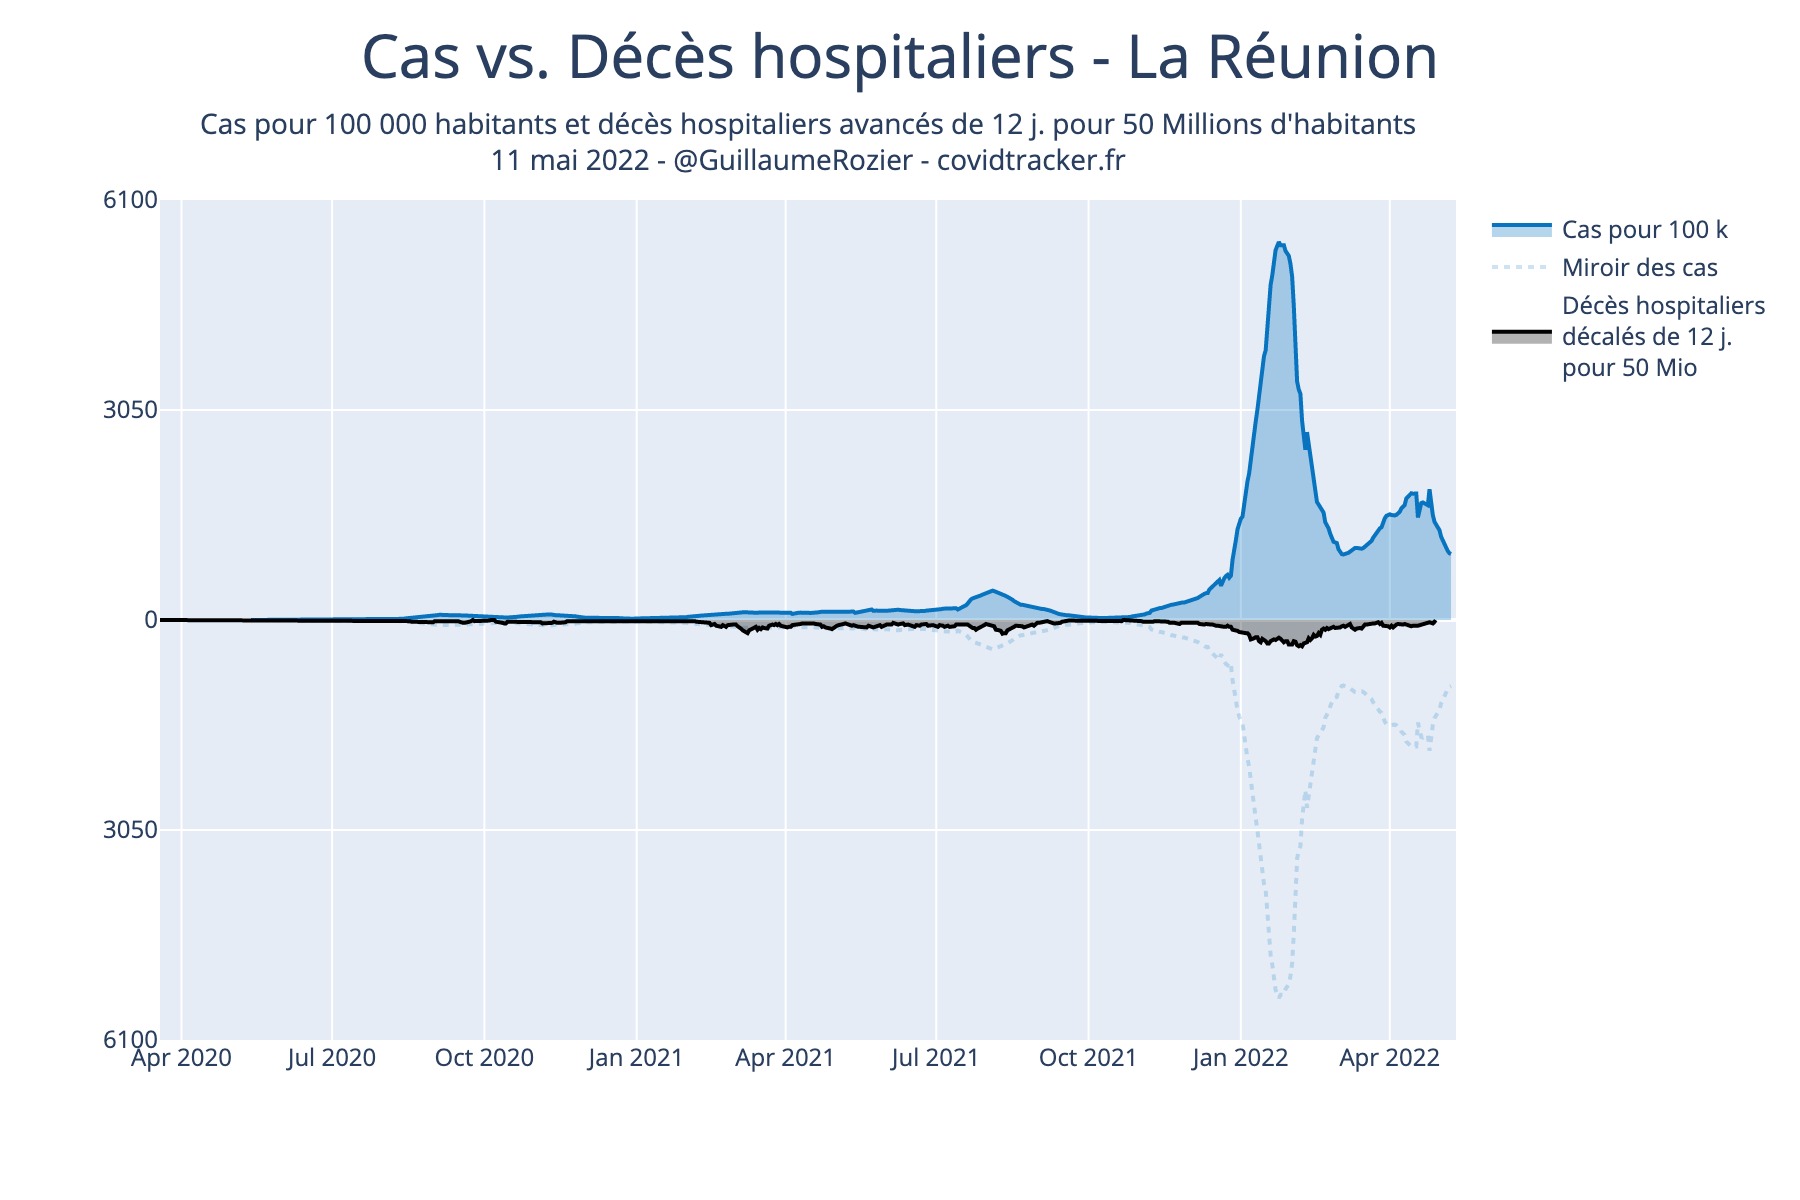 Cas vs. Décès hospitaliers - La Réunion
Cas pour 100 000 habitants et décès hospitaliers avancés de 12 j. pour 50 Millions d'habitants
11 mai 2022 - @GuillaumeRozier - covidtracker.fr
6100
3050
0
3050
6100
Apr 2020
Jul 2020
Oct 2020
Jan 2021
Apr 2021
Jul 2021
Oct 2021
Jan 2022
Apr 2022
Cas pour 100 k
Miroir des cas
Décès hospitaliers
décalés de 12 j.
pour 50 Mio